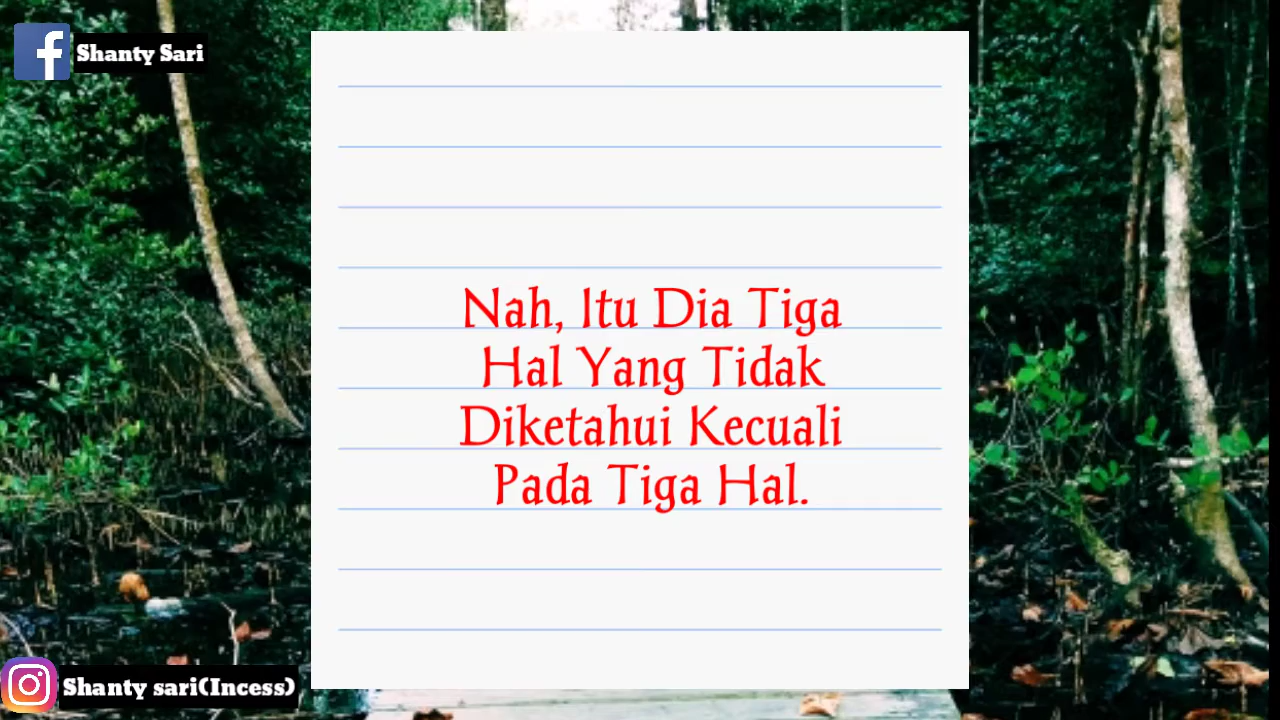 Shanty Sari
Nah, Itu Dia Tiga
Hal Yang Tidak
Diketahui Kecuali
Pada Tiga Hal.
Shanty sari(Incess)